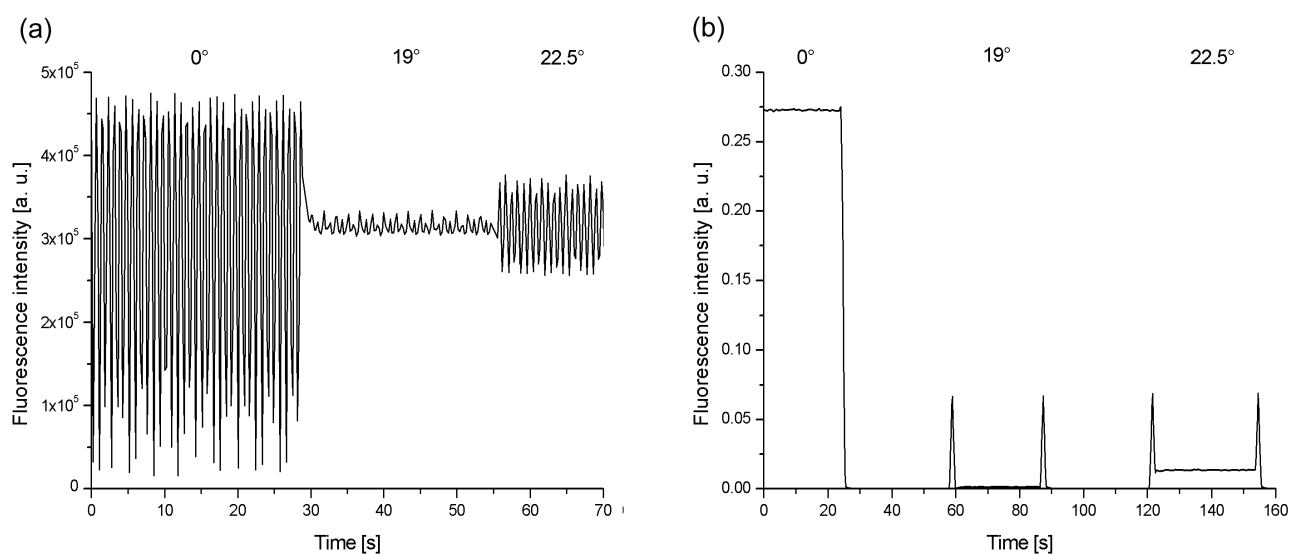 (a)
0° 19° 22.5°
Fluorescence intensity [a. u.]
5x10⁵
4x10⁵
3x10⁵
2x10⁵
1x10⁵
0
0 10 20 30 40 50 60 70
Time [s]
(b)
0° 19° 22.5°
Fluorescence intensity [a. u.]
0.30
0.25
0.20
0.15
0.10
0.05
0.00
0 20 40 60 80 100 120 140 160
Time [s]